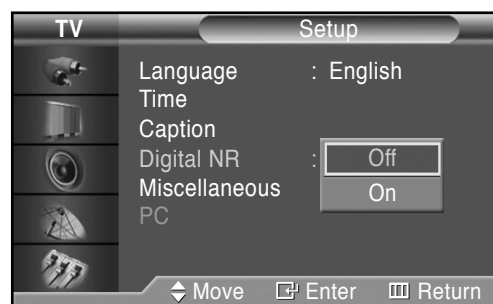 TV
Setup
Language : English
Time
Caption
Digital NR : Off
On
Miscellaneous
PC
Move Enter Return